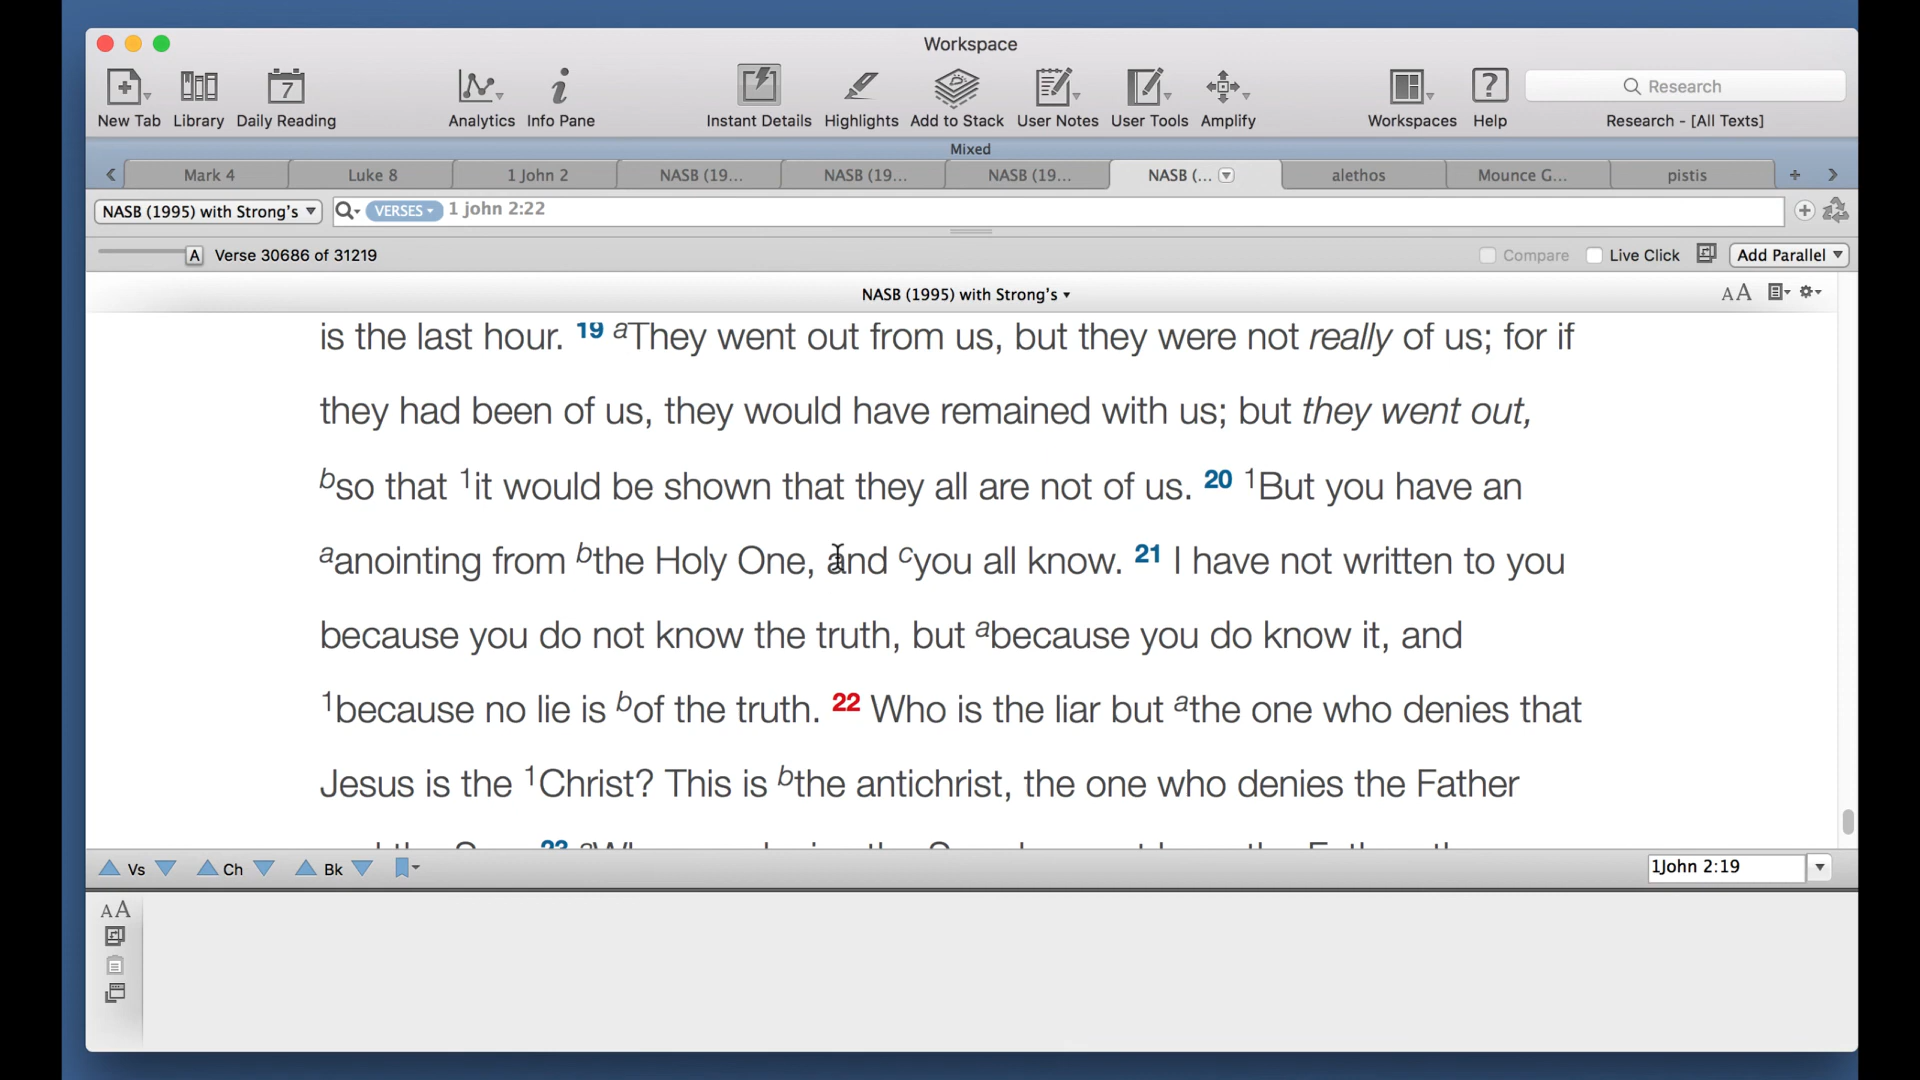 Workspace
New Tab Library Daily Reading Analytics Info Pane Instant Details Highlights Add to Stack User Notes User Tools Amplify Workspaces Help Research
Research - [All Texts]
7
?
Mixed
Mark 4 Luke 8 1 John 2 NASB (19... NASB (19... NASB (19... NASB (... alethos Mounce G... pistis
NASB (1995) with Strong's VERSES 1 john 2:22
A Verse 30686 of 31219 Compare Live Click Add Parallel
NASB (1995) with Strong's AA
is the last hour. 19 aThey went out from us, but they were not really of us; for if
they had been of us, they would have remained with us; but they went out,
bso that 1it would be shown that they all are not of us. 20 1But you have an
aanointing from bthe Holy One, and cyou all know. 21 I have not written to you
because you do not know the truth, but abecause you do know it, and
1because no lie is bof the truth. 22 Who is the liar but athe one who denies that
Jesus is the 1Christ? This is bthe antichrist, the one who denies the Father
23
Vs Ch Bk 1John 2:19
AA